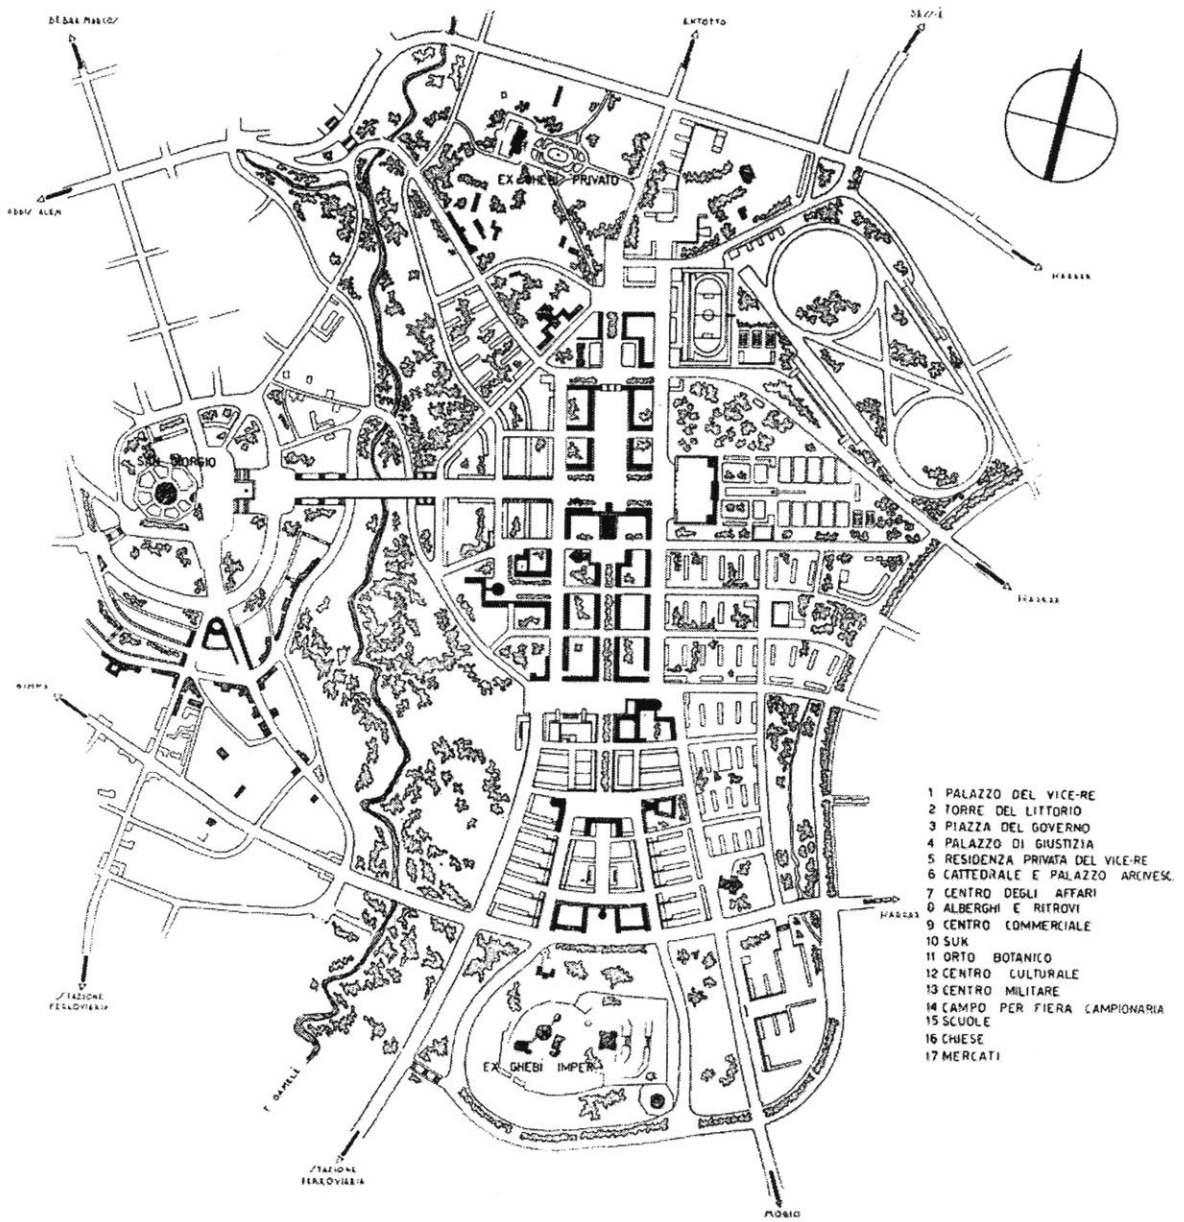 DEBRA MARCOS
ENTOTTO
ADDIS ALEM
EX GHEBI PRIVATO
HARRAR
SAN GIORGIO
HARRAR
GIMMA
1 PALAZZO DEL VICE-RE
2 TORRE DEL LITTORIO
3 PIAZZA DEL GOVERNO
4 PALAZZO DI GIUSTIZIA
5 RESIDENZA PRIVATA DEL VICE-RE
6 CATTEDRALE E PALAZZO ARCIVESC.
7 CENTRO DEGLI AFFARI
8 ALBERGHI E RITROVI
9 CENTRO COMMERCIALE
10 SUK
11 ORTO BOTANICO
12 CENTRO CULTURALE
13 CENTRO MILITARE
14 CAMPO PER FIERA CAMPIONARIA
15 SCUOLE
16 CHIESE
17 MERCATI
HARRAR
STAZIONE
FERROVIARIA
EX GHEBI IMPER
STAZIONE
FERROVIARIA
MOGIO